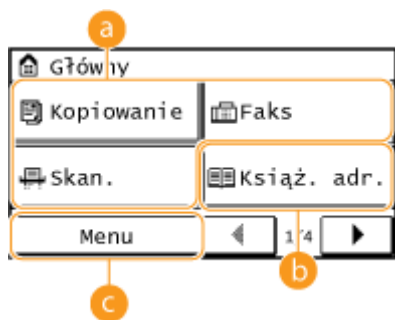 a
Główny
Kopiowanie Faks
Skan. Książ. adr.
Menu 1/4
b
c